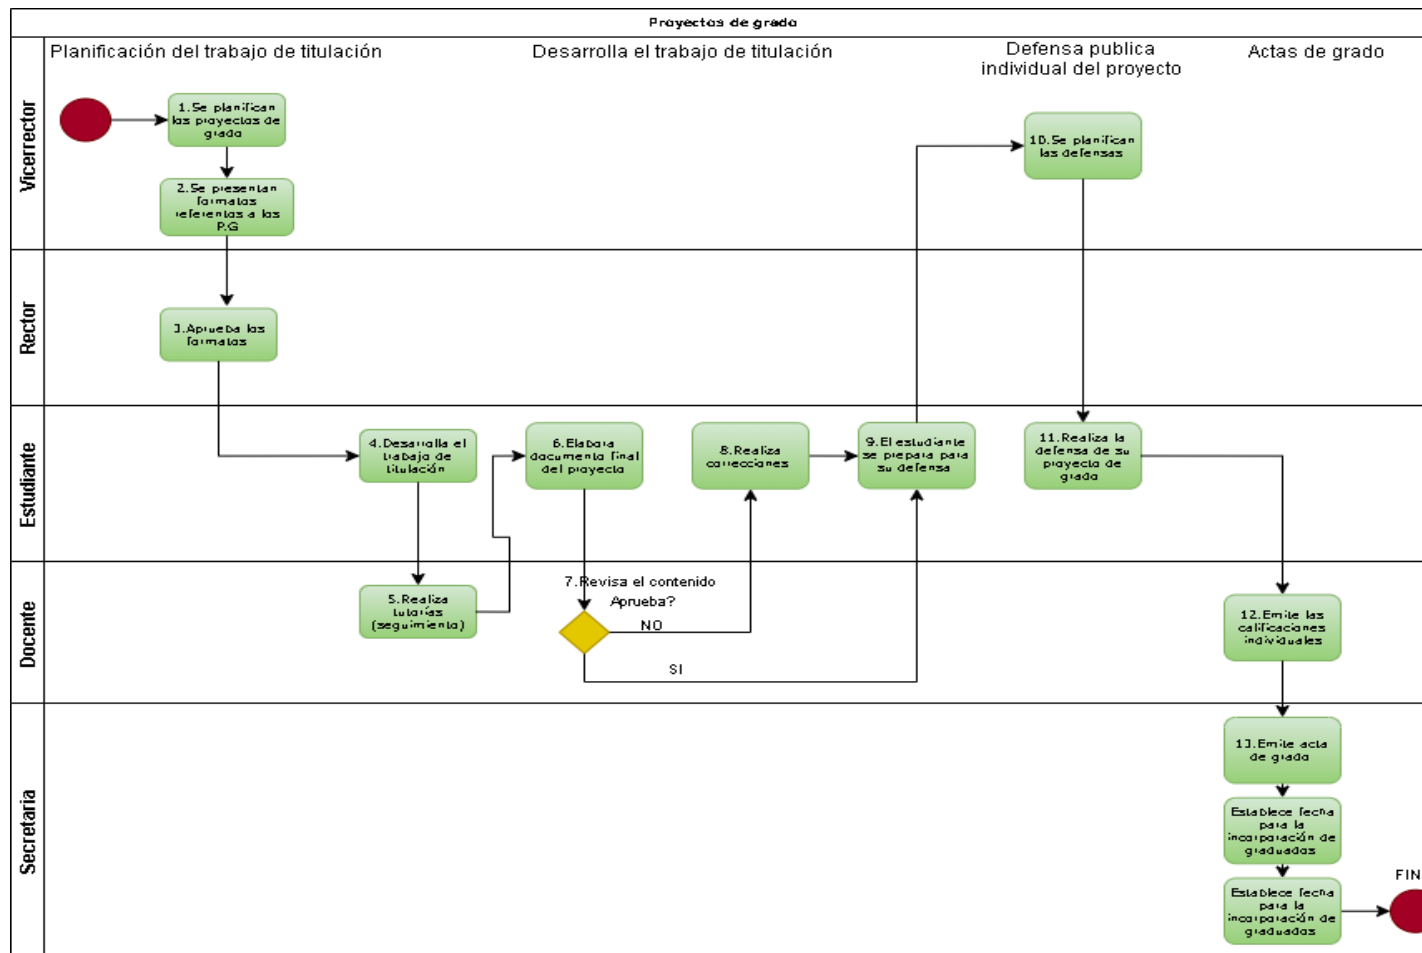 Proyectos de grado
Planificación del trabajo de titulación
Desarrolla el trabajo de titulación
Defensa publica
individual del proyecto
Actas de grado
Vicerrector
1.Se planifican
los proyectos de
grado
2.Se presentan
formatos
referentes a los
P.G
10.Se planifican
las defensas
Rector
3.Aprueba los
formatos
Estudiante
4.Desarrolla el
trabajo de
titulación
6.Elabora
documento final
del proyecto
8.Realiza
correcciones
9.El estudiante
se prepara para
su defensa
11.Realiza la
defensa de su
proyecto de
grado
Docente
5.Realiza
tutorías
(seguimiento)
7.Revisa el contenido
Aprueba?
NO
SI
12.Emite las
calificaciones
individuales
Secretaria
13.Emite acta
de grado
Establece fecha
para la
incorporación de
graduados
Establece fecha
para la
incorporación de
graduados
FIN